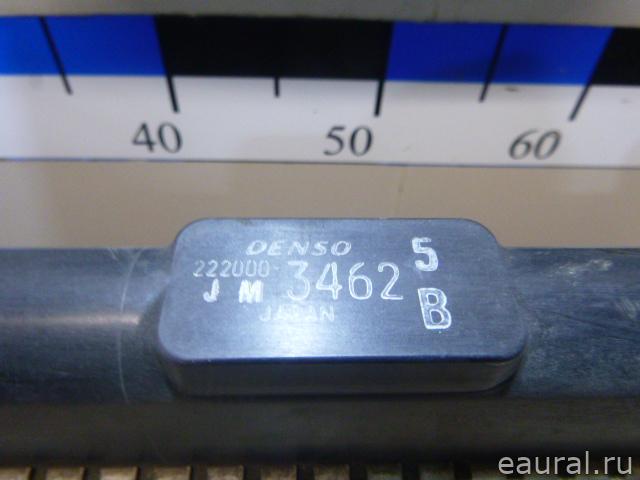 40 50 60
DENSO 5
222000-3462
J M B
JAPAN
eaural.ru